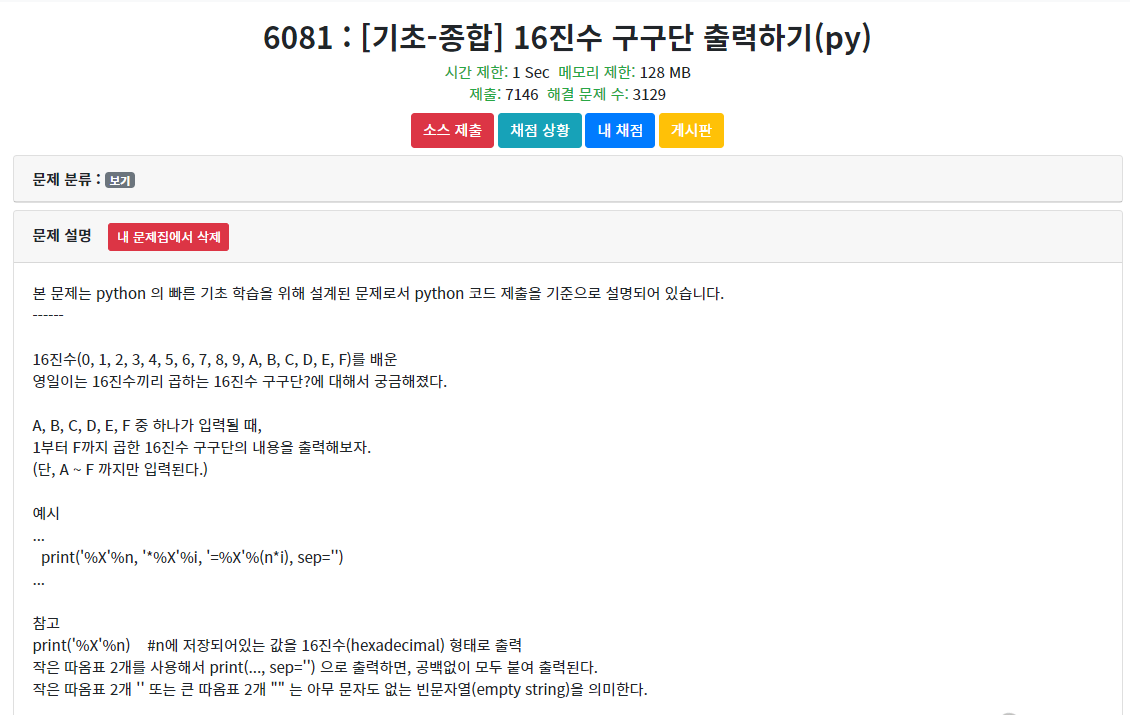 6081 : [기초-종합] 16진수 구구단 출력하기(py)
시간 제한: 1 Sec 메모리 제한: 128 MB
제출: 7146 해결 문제 수: 3129
소스 제출 채점 상황 내 채점 게시판
문제 분류 : 보기
문제 설명 내 문제집에서 삭제
본 문제는 python 의 빠른 기초 학습을 위해 설계된 문제로서 python 코드 제출을 기준으로 설명되어 있습니다.
------
16진수(0, 1, 2, 3, 4, 5, 6, 7, 8, 9, A, B, C, D, E, F)를 배운
영일이는 16진수끼리 곱하는 16진수 구구단?에 대해서 궁금해졌다.
A, B, C, D, E, F 중 하나가 입력될 때,
1부터 F까지 곱한 16진수 구구단의 내용을 출력해보자.
(단, A ~ F 까지만 입력된다.)
예시
...
print('%X'%n, '*%X'%i, '=%X'%(n*i), sep='')
...
참고
print('%X'%n) #n에 저장되어있는 값을 16진수(hexadecimal) 형태로 출력
작은 따옴표 2개를 사용해서 print(..., sep='') 으로 출력하면, 공백없이 모두 붙여 출력된다.
작은 따옴표 2개 '' 또는 큰 따옴표 2개 "" 는 아무 문자도 없는 빈문자열(empty string)을 의미한다.